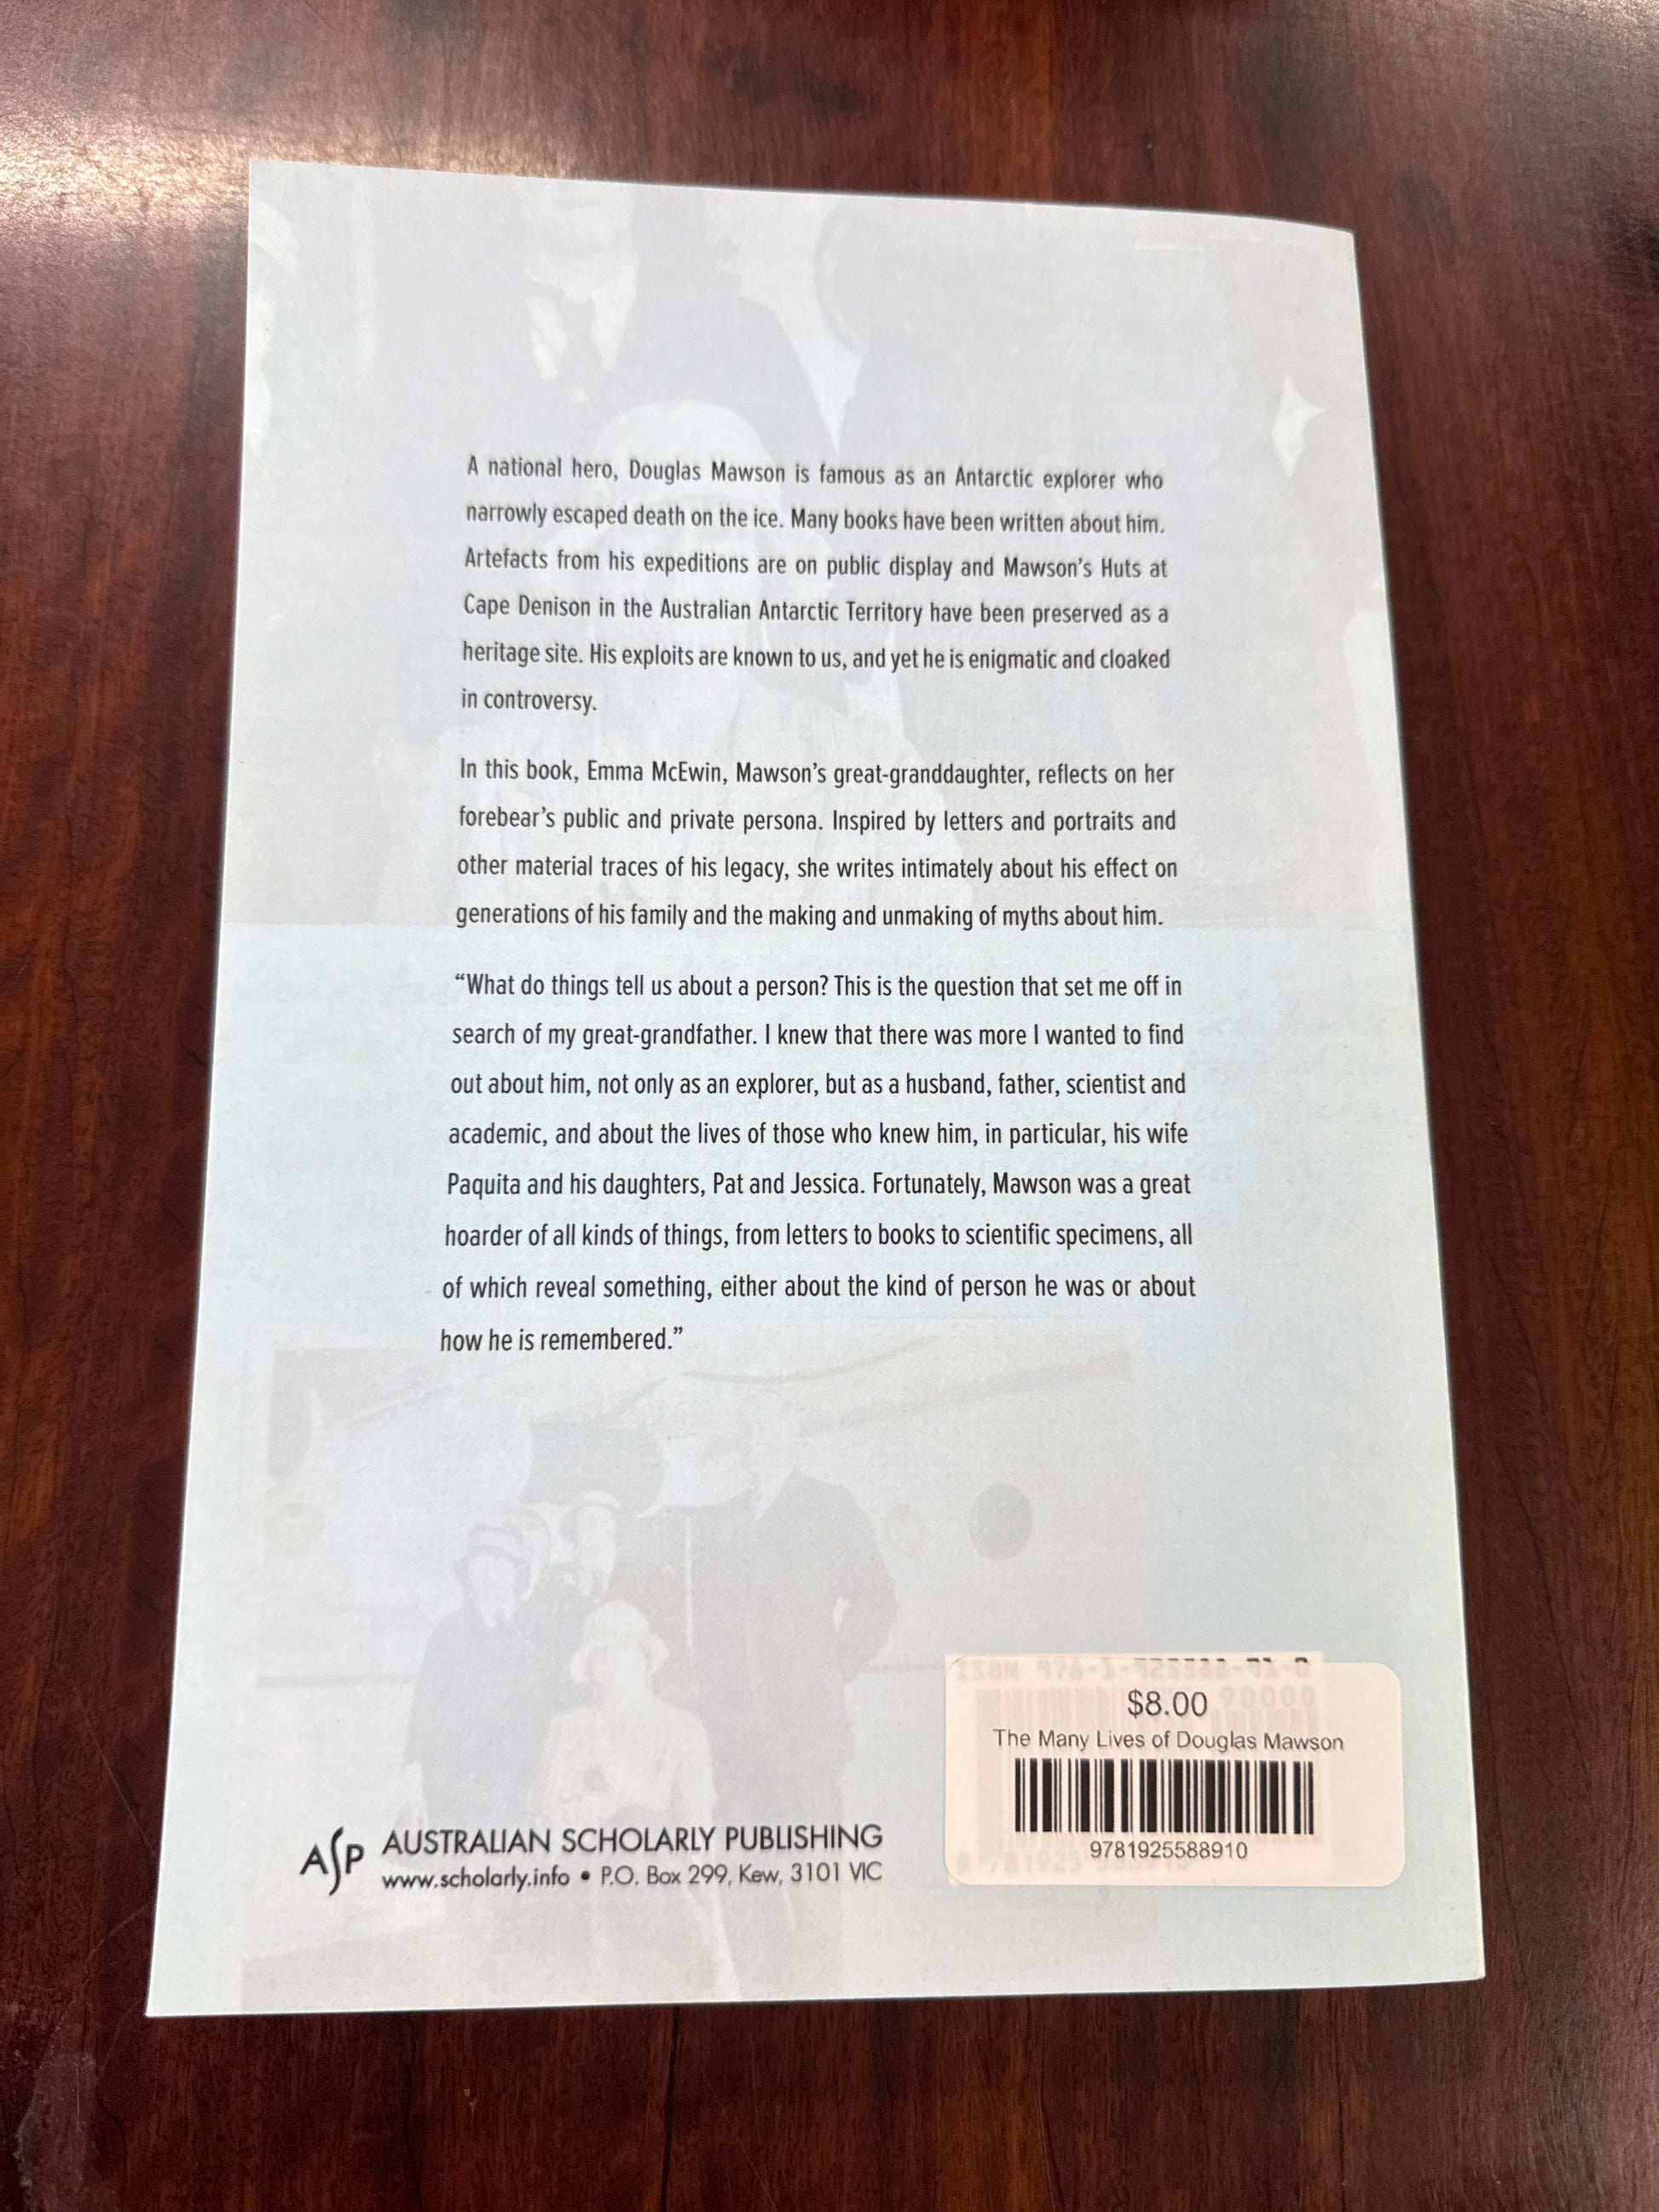 A national hero, Douglas Mawson is famous as an Antarctic explorer who
narrowly escaped death on the ice. Many books have been written about him.
Artefacts from his expeditions are on public display and Mawson’s Huts at
Cape Denison in the Australian Antarctic Territory have been preserved as a
heritage site. His exploits are known to us, and yet he is enigmatic and cloaked
in controversy.
In this book, Emma McEwin, Mawson’s great-granddaughter, reflects on her
forebear’s public and private persona. Inspired by letters and portraits and
other material traces of his legacy, she writes intimately about his effect on
generations of his family and the making and unmaking of myths about him.
“What do things tell us about a person? This is the question that set me off in
search of my great-grandfather. I knew that there was more I wanted to find
out about him, not only as an explorer, but as a husband, father, scientist and
academic, and about the lives of those who knew him, in particular, his wife
Paquita and his daughters, Pat and Jessica. Fortunately, Mawson was a great
hoarder of all kinds of things, from letters to books to scientific specimens, all
of which reveal something, either about the kind of person he was or about
how he is remembered.”
ASP AUSTRALIAN SCHOLARLY PUBLISHING
www.scholarly.info • P.O. Box 299, Kew, 3101 VIC
90000
$8.00
The Many Lives of Douglas Mawson
9781925588910